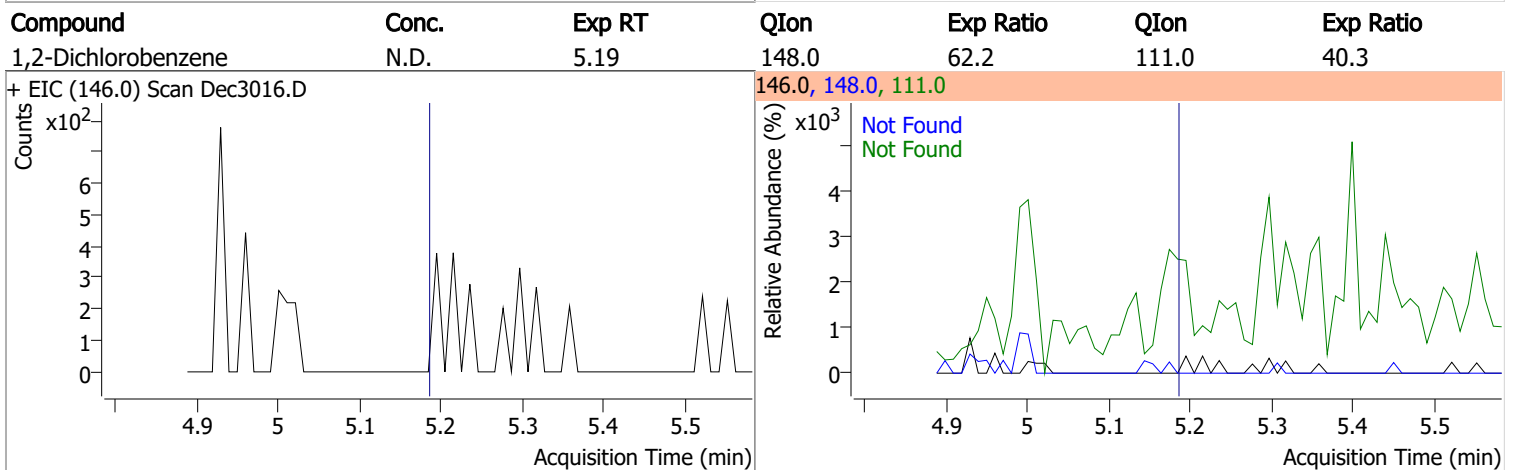 Compound Conc. Exp RT QIon Exp Ratio QIon Exp Ratio
1,2-Dichlorobenzene N.D. 5.19 148.0 62.2 111.0 40.3
+ EIC (146.0) Scan Dec3016.D
Counts
x10²
6
5
4
3
2
1
0
4.9 5 5.1 5.2 5.3 5.4 5.5
Acquisition Time (min)
146.0, 148.0, 111.0
Relative Abundance (%)
x10³
Not Found
Not Found
4
3
2
1
0
4.9 5 5.1 5.2 5.3 5.4 5.5
Acquisition Time (min)